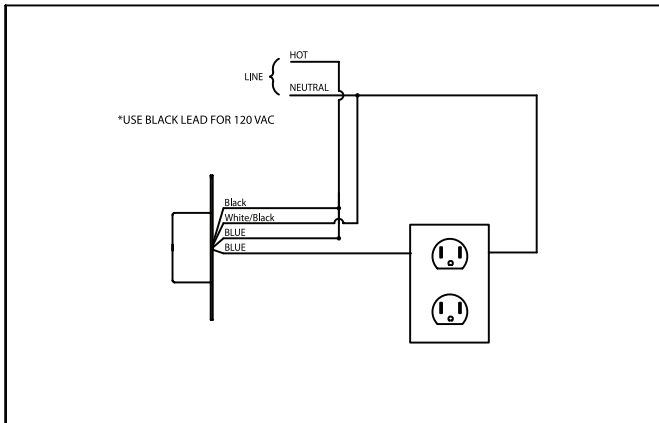 HOT
LINE
NEUTRAL
*USE BLACK LEAD FOR 120 VAC
Black
White/Black
BLUE
BLUE